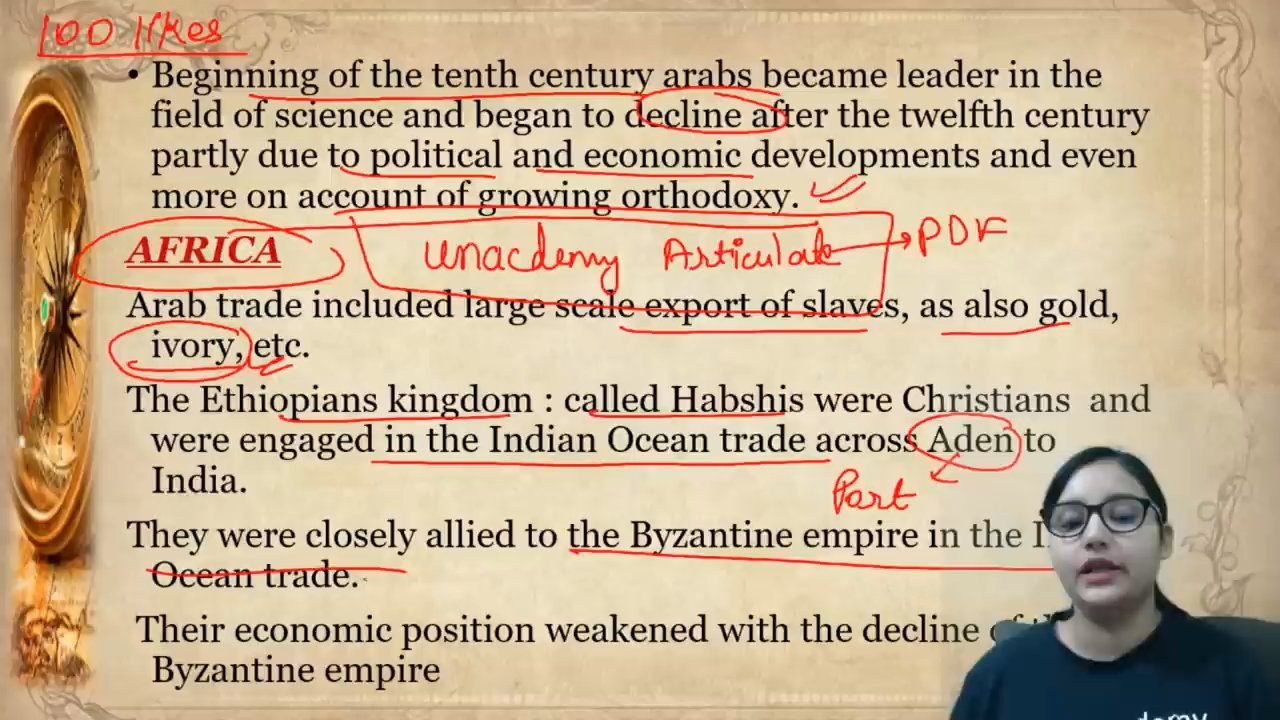 100 likes
• Beginning of the tenth century arabs became leader in the
field of science and began to decline after the twelfth century
partly due to political and economic developments and even
more on account of growing orthodoxy.
AFRICA
unacdemy Articulate → PDF
Arab trade included large scale export of slaves, as also gold,
ivory, etc.
The Ethiopians kingdom : called Habshis were Christians and
were engaged in the Indian Ocean trade across Aden to
India.
Part
They were closely allied to the Byzantine empire in the
Ocean trade.
Their economic position weakened with the decline of
Byzantine empire